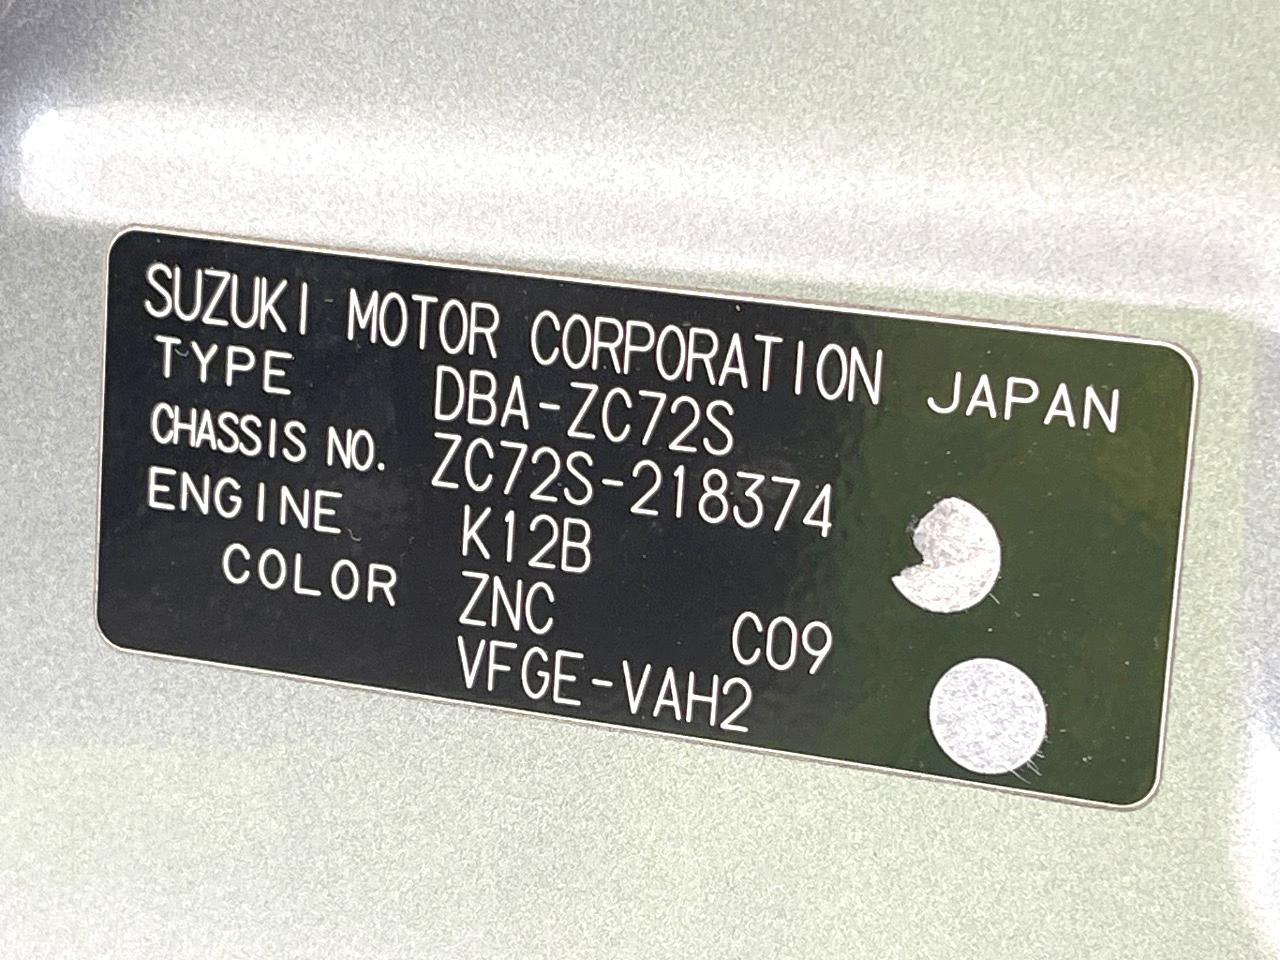 SUZUKI MOTOR CORPORATION JAPAN
TYPE DBA-ZC72S
CHASSIS NO. ZC72S-218374
ENGINE K12B
COLOR ZNC C09
VFGE-VAH2